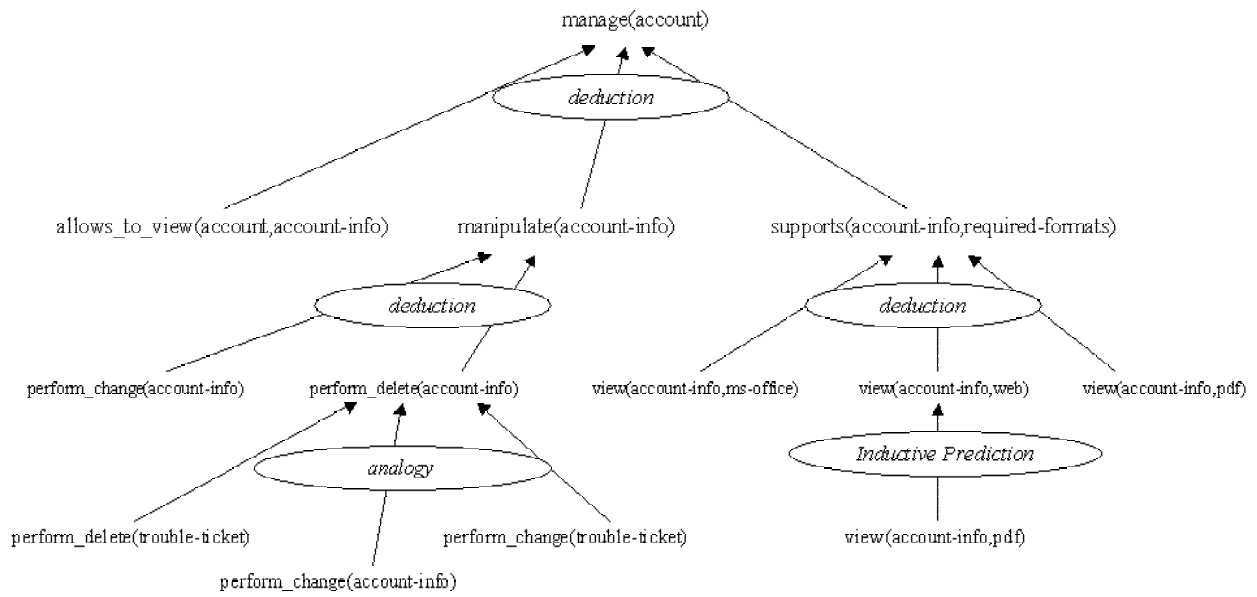 manage(account)
deduction
allows_to_view(account,account-info)
manipulate(account-info)
supports(account-info,required-formats)
deduction
deduction
perform_change(account-info)
perform_delete(account-info)
view(account-info,ms-office)
view(account-info,web)
view(account-info,pdf)
analogy
Inductive Prediction
perform_delete(trouble-ticket)
perform_change(trouble-ticket)
view(account-info,pdf)
perform_change(account-info)